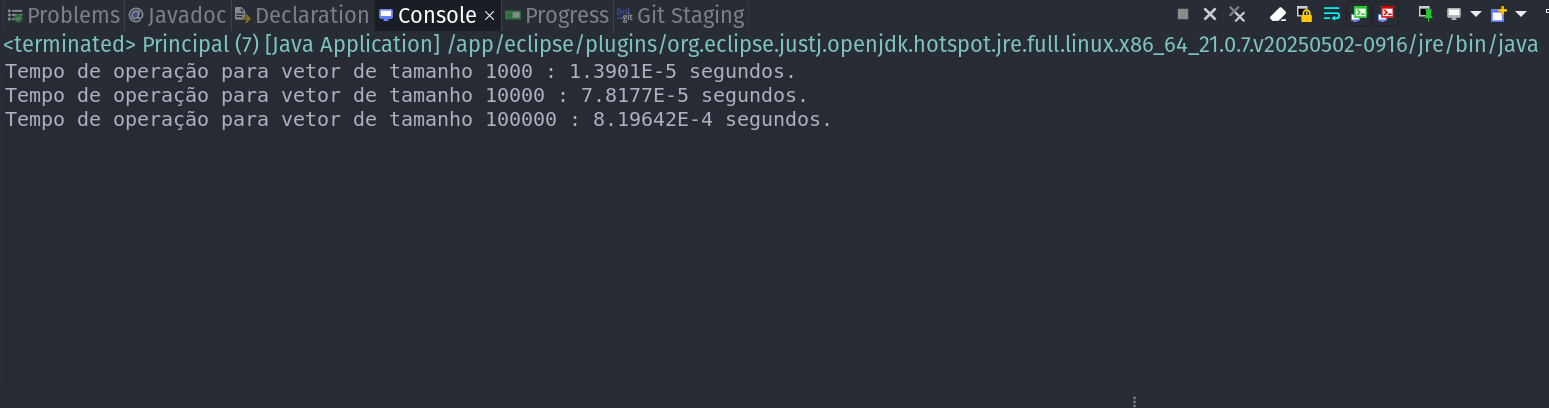 Problems @ Javadoc Declaration Console × Progress Git Staging
<terminated> Principal (7) [Java Application] /app/eclipse/plugins/org.eclipse.justj.openjdk.hotspot.jre.full.linux.x86_64_21.0.7.v20250502-0916/jre/bin/java
Tempo de operação para vetor de tamanho 1000 : 1.3901E-5 segundos.
Tempo de operação para vetor de tamanho 10000 : 7.8177E-5 segundos.
Tempo de operação para vetor de tamanho 100000 : 8.19642E-4 segundos.